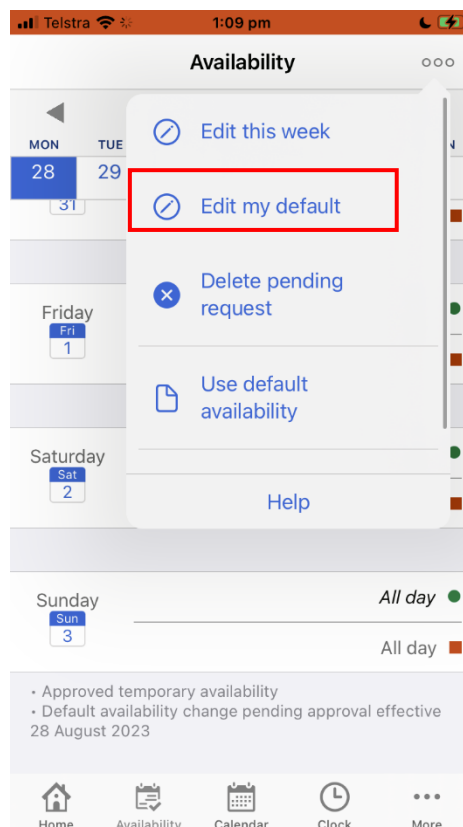 Telstra 1:09 pm
Availability
MON TUE N
28 29
31
Edit this week
Edit my default
Delete pending
request
Use default
availability
Help
Friday
Fri
1
Saturday
Sat
2
Sunday
Sun
3
All day
All day
• Approved temporary availability
• Default availability change pending approval effective
28 August 2023
Home Availability Calendar Clock More